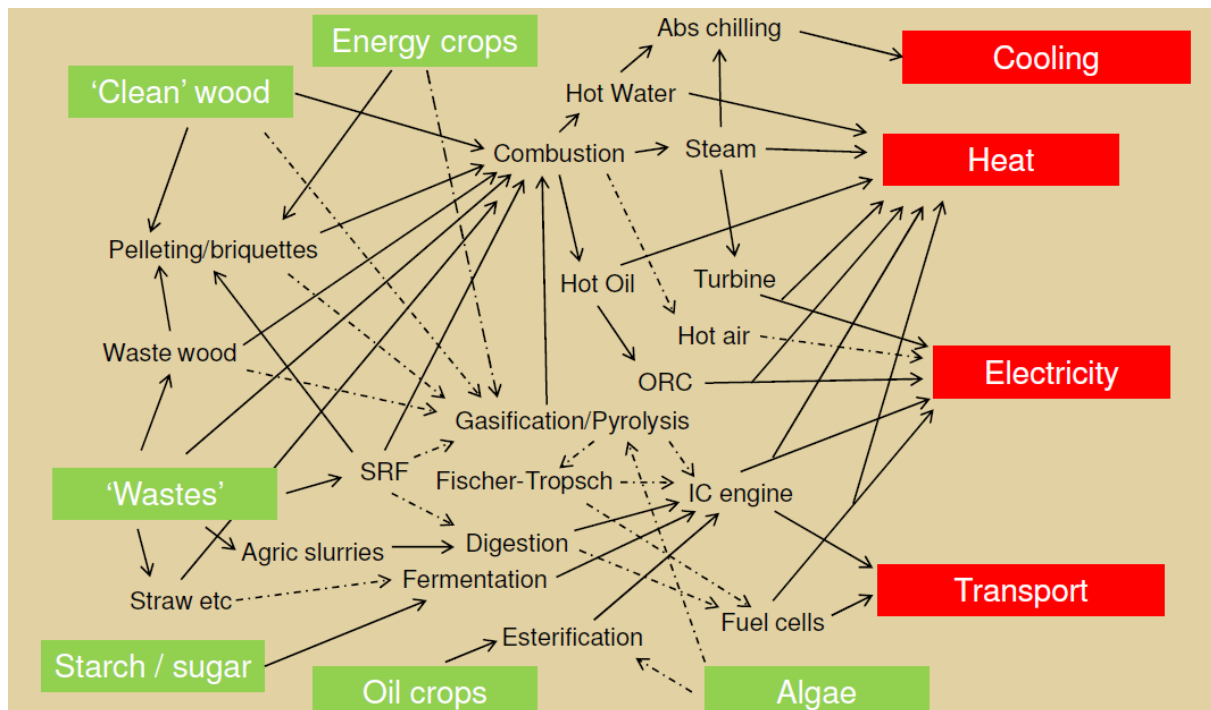 Energy crops
Abs chilling
Cooling
‘Clean’ wood
Hot Water
Combustion
Steam
Heat
Pelleting/briquettes
Hot Oil
Turbine
Waste wood
Hot air
ORC
Electricity
Gasification/Pyrolysis
SRF
Fischer-Tropsch
IC engine
‘Wastes’
Agric slurries
Digestion
Straw etc
Fermentation
Transport
Fuel cells
Esterification
Starch / sugar
Oil crops
Algae